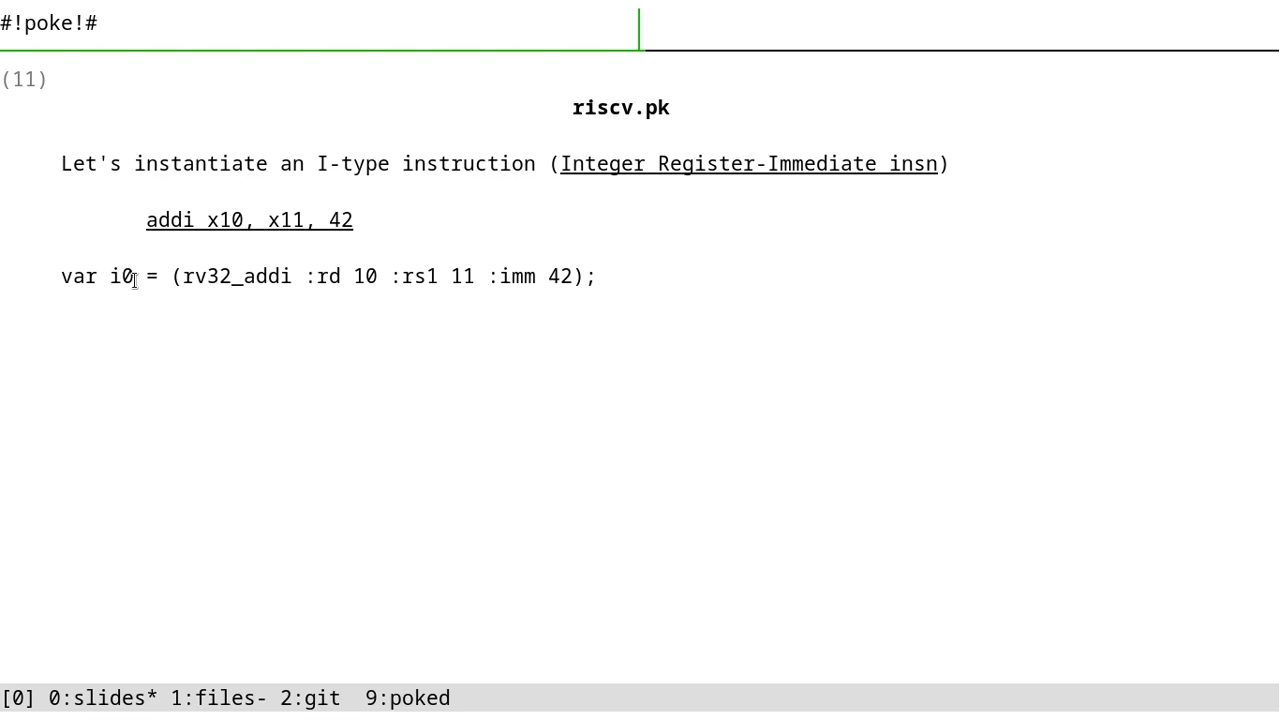 #!poke!#
(11)
riscv.pk
Let's instantiate an I-type instruction (Integer Register-Immediate insn)
addi x10, x11, 42
var i0 = (rv32_addi :rd 10 :rs1 11 :imm 42);
[0] 0:slides* 1:files- 2:git  9:poked